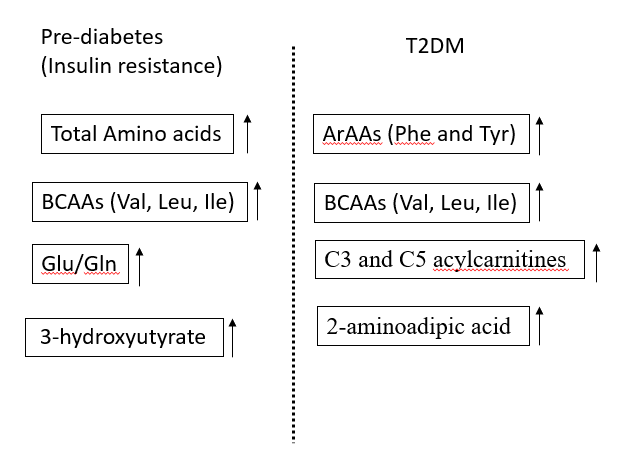 Pre-diabetes
(Insulin resistance)
Total Amino acids
BCAAs (Val, Leu, Ile)
Glu/Gln
3-hydroxyutyrate
T2DM
ArAAs (Phe and Tyr)
BCAAs (Val, Leu, Ile)
C3 and C5 acylcarnitines
2-aminoadipic acid